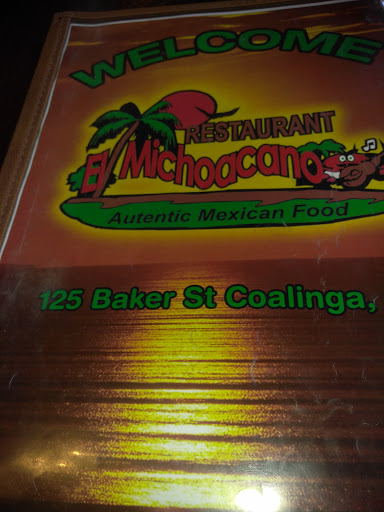 WELCOME
RESTAURANT
El Michoacano
Autentic Mexican Food
125 Baker St Coalinga,